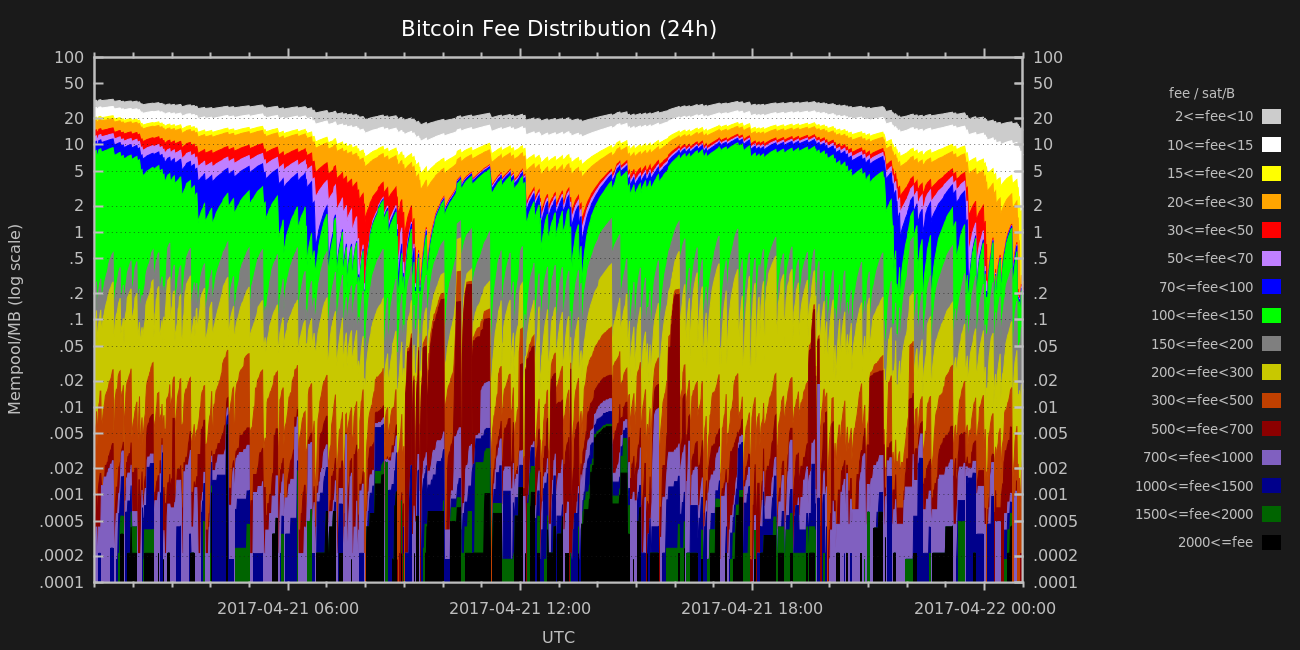 Bitcoin Fee Distribution (24h)
100
50
20
10
5
2
1
.5
.2
.1
.05
.02
.01
.005
.002
.001
.0005
.0002
.0001
Mempool/MB (log scale)
100
50
20
10
5
2
1
.5
.2
.1
.05
.02
.01
.005
.002
.001
.0005
.0002
.0001
2017-04-21 06:00
2017-04-21 12:00
2017-04-21 18:00
2017-04-22 00:00
UTC
fee / sat/B
2<=fee<10
10<=fee<15
15<=fee<20
20<=fee<30
30<=fee<50
50<=fee<70
70<=fee<100
100<=fee<150
150<=fee<200
200<=fee<300
300<=fee<500
500<=fee<700
700<=fee<1000
1000<=fee<1500
1500<=fee<2000
2000<=fee